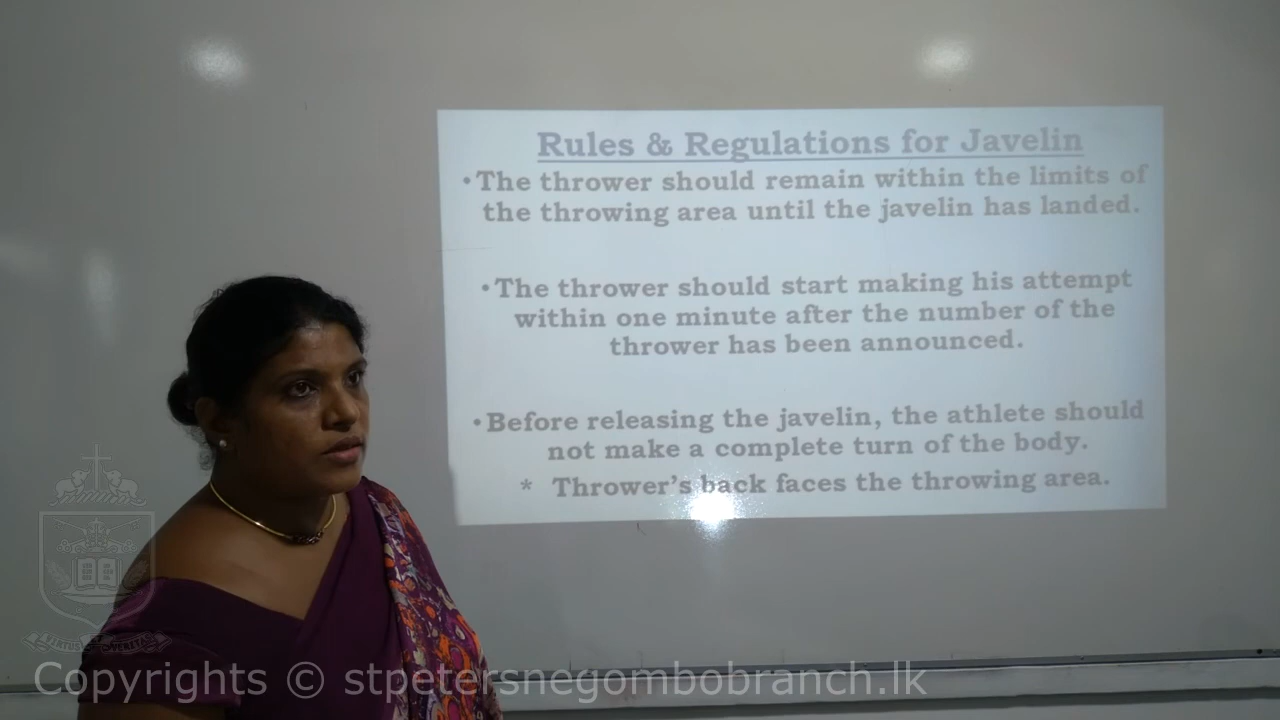 Rules & Regulations for Javelin
•The thrower should remain within the limits of
the throwing area until the javelin has landed.
•The thrower should start making his attempt
within one minute after the number of the
thrower has been announced.
•Before releasing the javelin, the athlete should
not make a complete turn of the body.
* Thrower's back faces the throwing area.
VIRTUS ET VERITAS
Copyrights © stpetersnegombobranch.lk